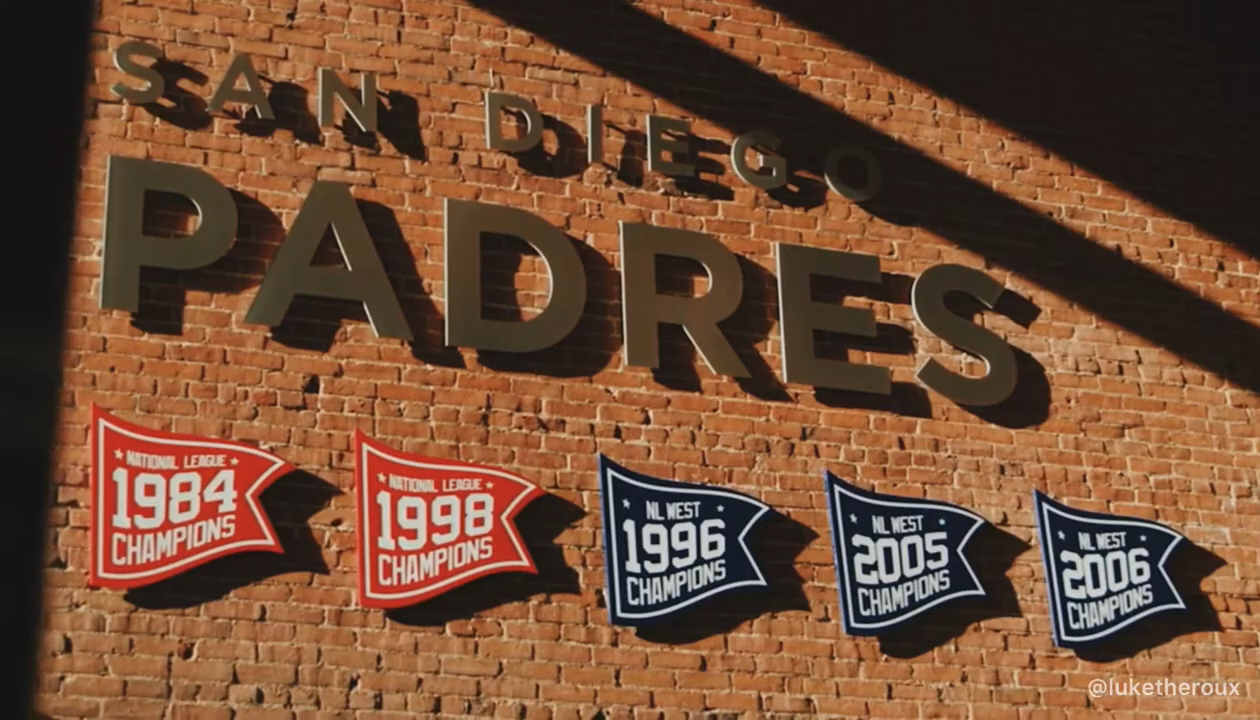 SAN DIEGO
PADRES
★ NATIONAL LEAGUE ★
1984
CHAMPIONS
★ NATIONAL LEAGUE ★
1998
CHAMPIONS
★ NL WEST ★
1996
CHAMPIONS
★ NL WEST ★
2005
CHAMPIONS
★ NL WEST ★
2006
CHAMPIONS
@luketheroux